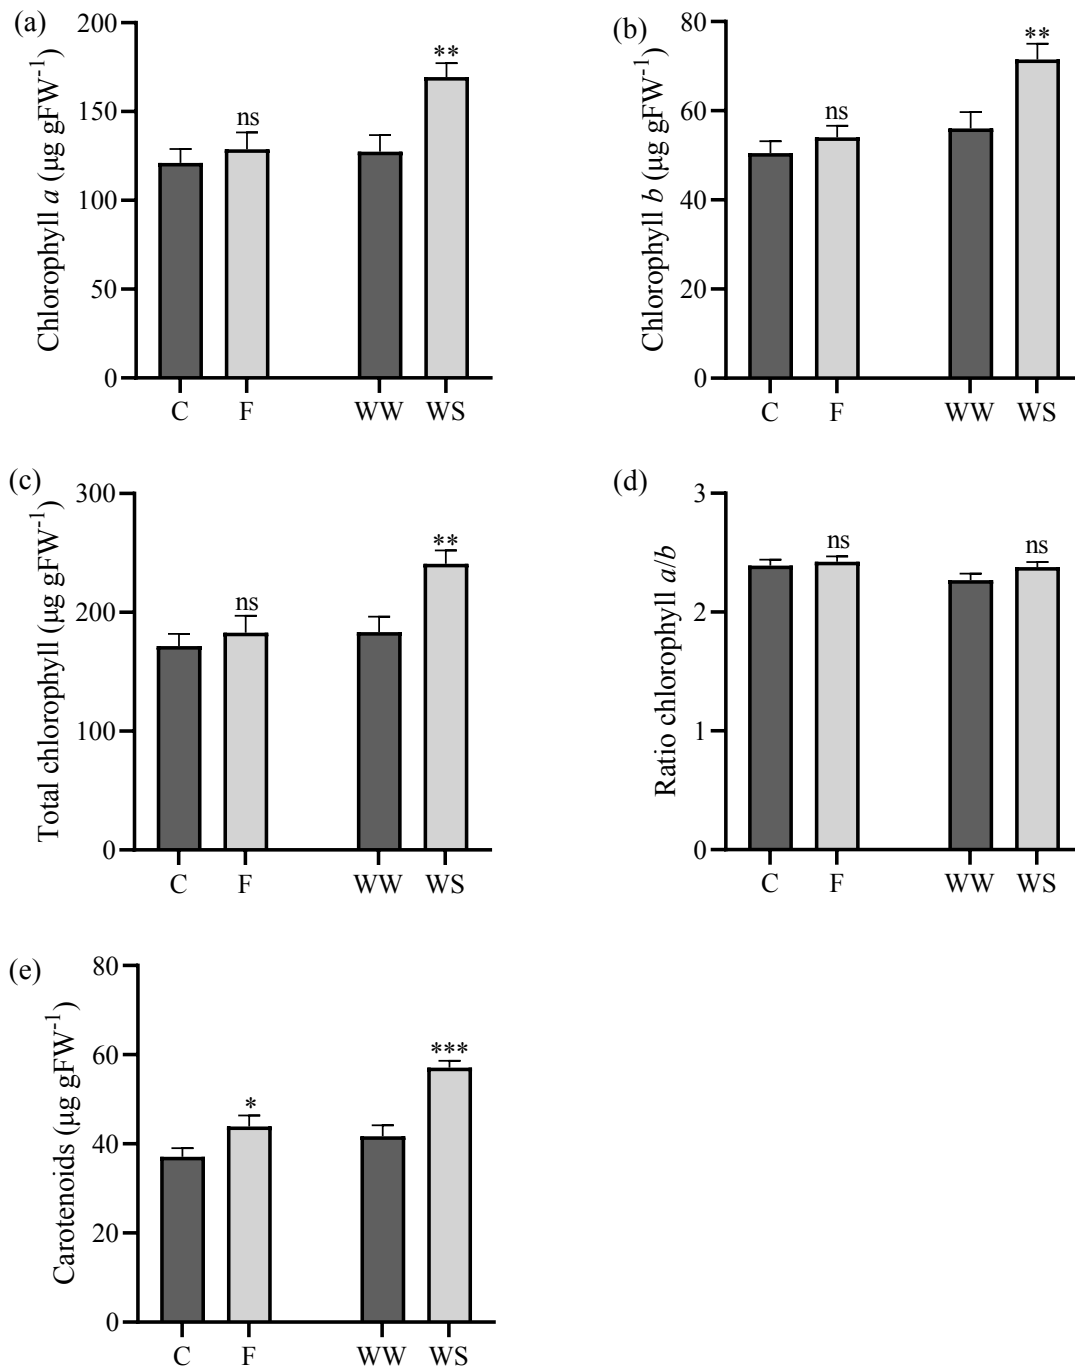 (a)
Chlorophyll a (µg gFW-1)
200
150
100
50
0
ns
**
C F WW WS
(b)
Chlorophyll b (µg gFW-1)
80
60
40
20
0
ns
**
C F WW WS
(c)
Total chlorophyll (µg gFW-1)
300
200
100
0
ns
**
C F WW WS
(d)
Ratio chlorophyll a/b
3
2
1
0
ns
ns
C F WW WS
(e)
Carotenoids (µg gFW-1)
80
60
40
20
0
*
***
C F WW WS